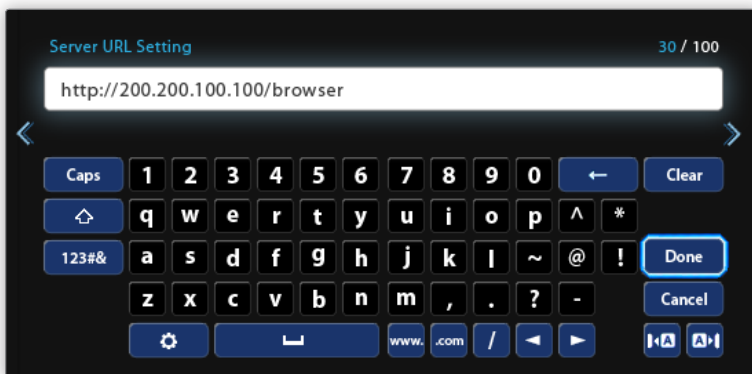 Server URL Setting 30 / 100
http://200.200.100.100/browser
Caps 1 2 3 4 5 6 7 8 9 0 ← Clear
q w e r t y u i o p ^ *
123#& a s d f g h j k l ~ @ ! Done
z x c v b n m , . ? - Cancel
www. .com / ◄ ► A A